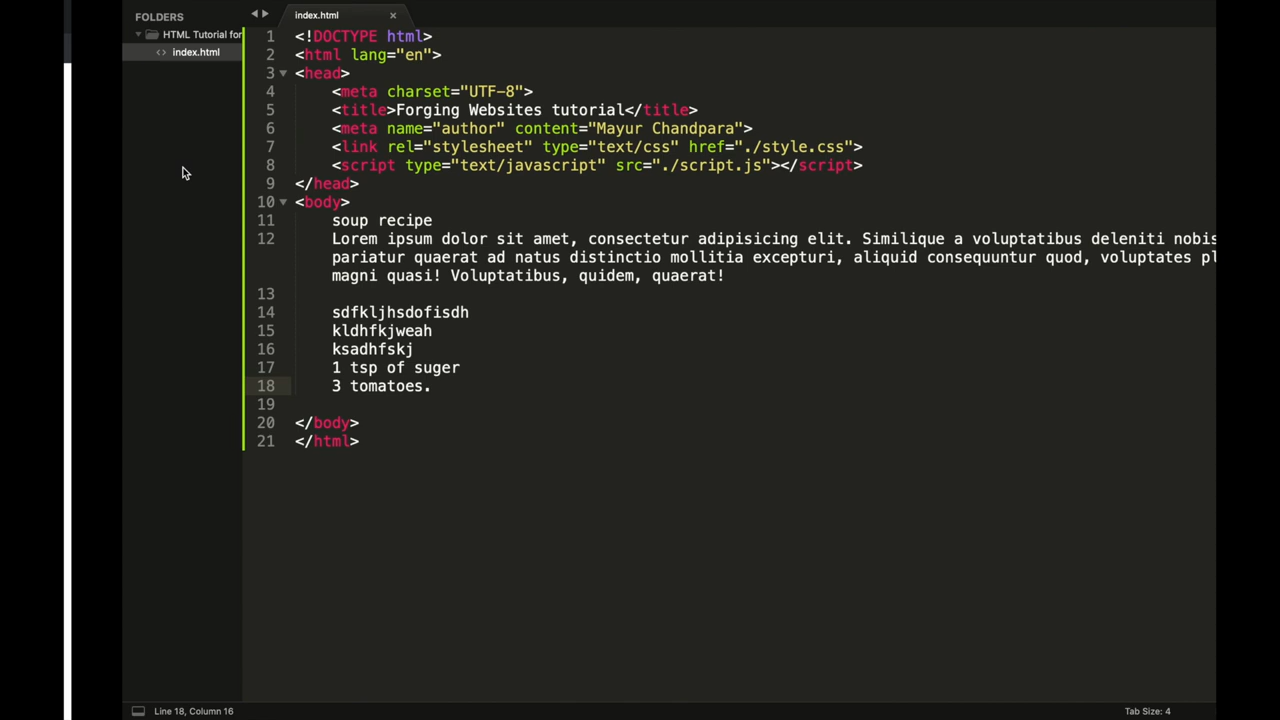 FOLDERS
HTML Tutorial for
index.html
index.html
1 <!DOCTYPE html>
2 <html lang="en">
3 <head>
4 <meta charset="UTF-8">
5 <title>Forging Websites tutorial</title>
6 <meta name="author" content="Mayur Chandpara">
7 <link rel="stylesheet" type="text/css" href="./style.css">
8 <script type="text/javascript" src="./script.js"></script>
9 </head>
10 <body>
11 soup recipe
12 Lorem ipsum dolor sit amet, consectetur adipisicing elit. Similique a voluptatibus deleniti nobis
pariatur quaerat ad natus distinctio mollitia excepturi, aliquid consequuntur quod, voluptates
magni quasi! Voluptatibus, quidem, quaerat!
13
14 sdfkljhsdofisdh
15 kldhfkjweah
16 ksadhfskj
17 1 tsp of suger
18 3 tomatoes.
19
20 </body>
21 </html>
Line 18, Column 16
Tab Size: 4